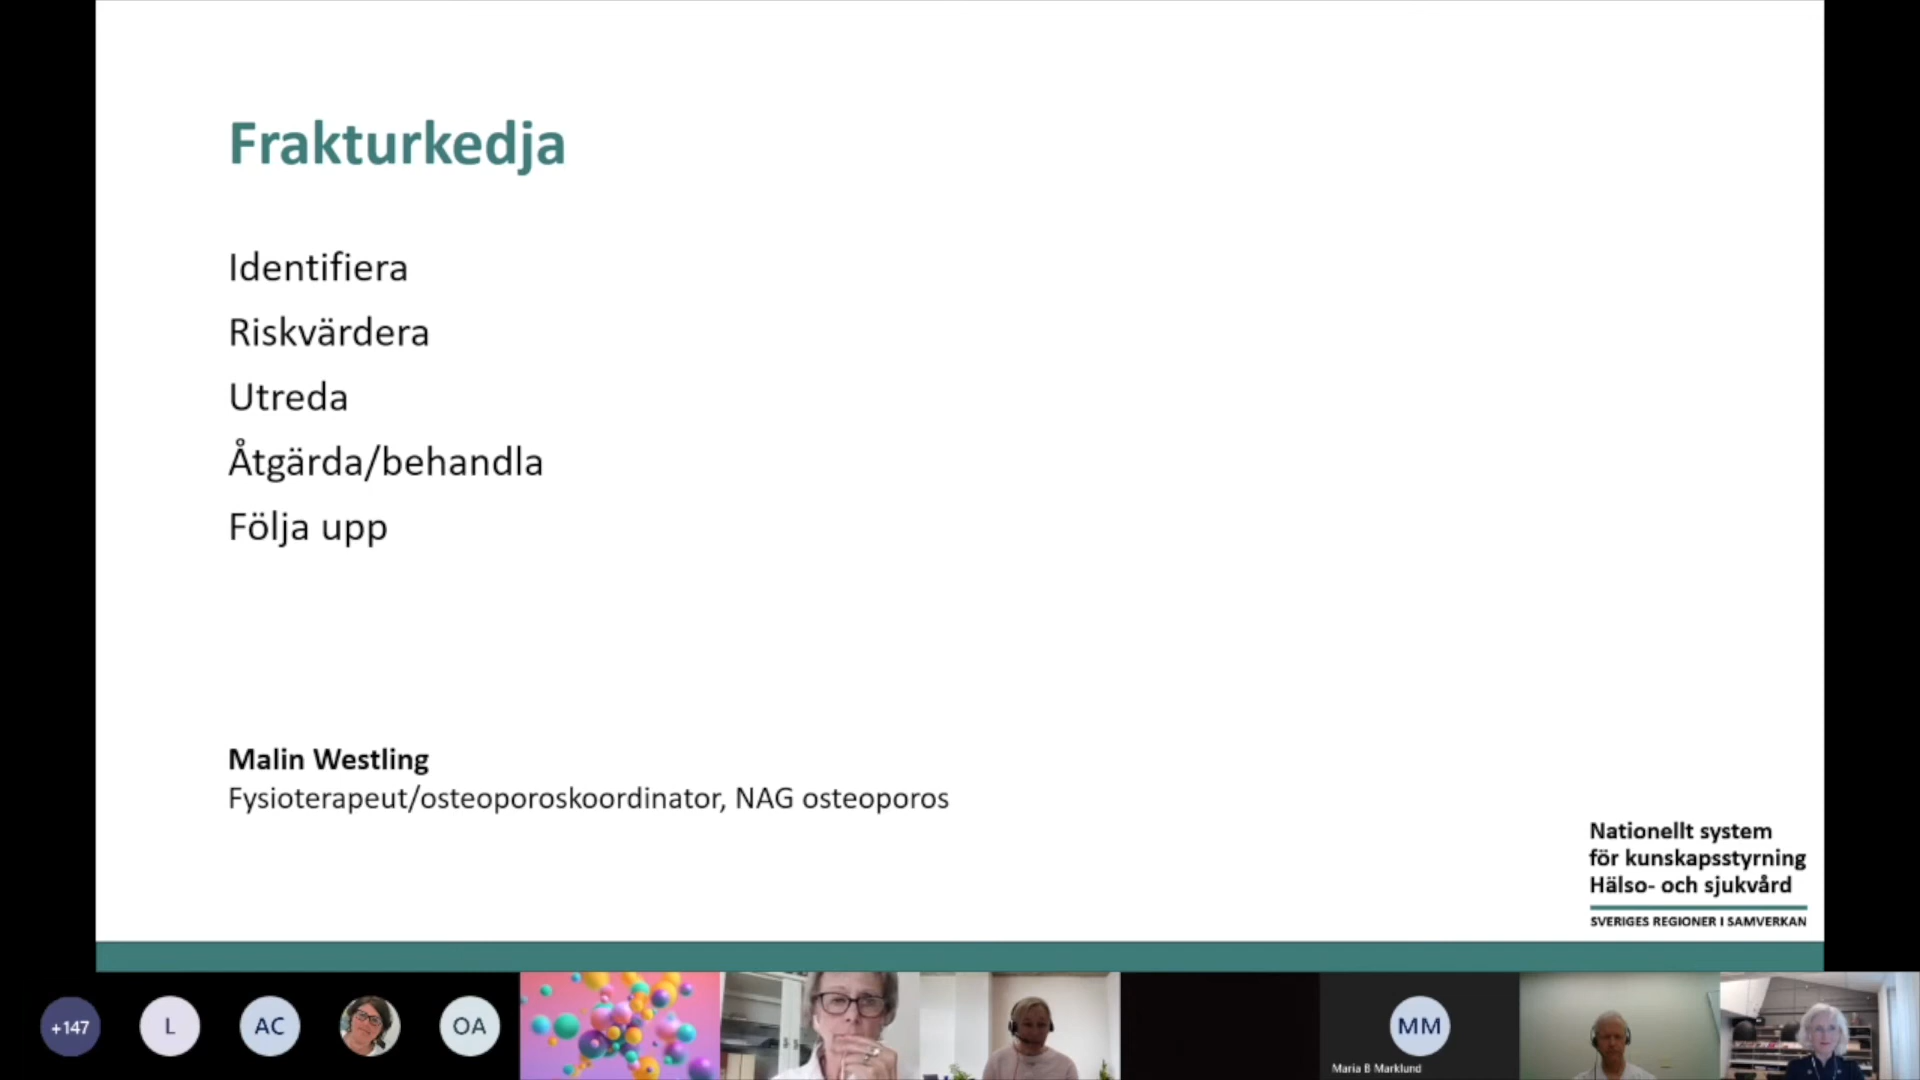 Frakturkedja
Identifiera
Riskvärdera
Utreda
Åtgärda/behandla
Följa upp
Malin Westling
Fysioterapeut/osteoporoskoordinator, NAG osteoporos
Nationellt system
för kunskapsstyrning
Hälso- och sjukvård
SVERIGES REGIONER I SAMVERKAN
+147
L
AC
OA
MM
Maria B Marklund